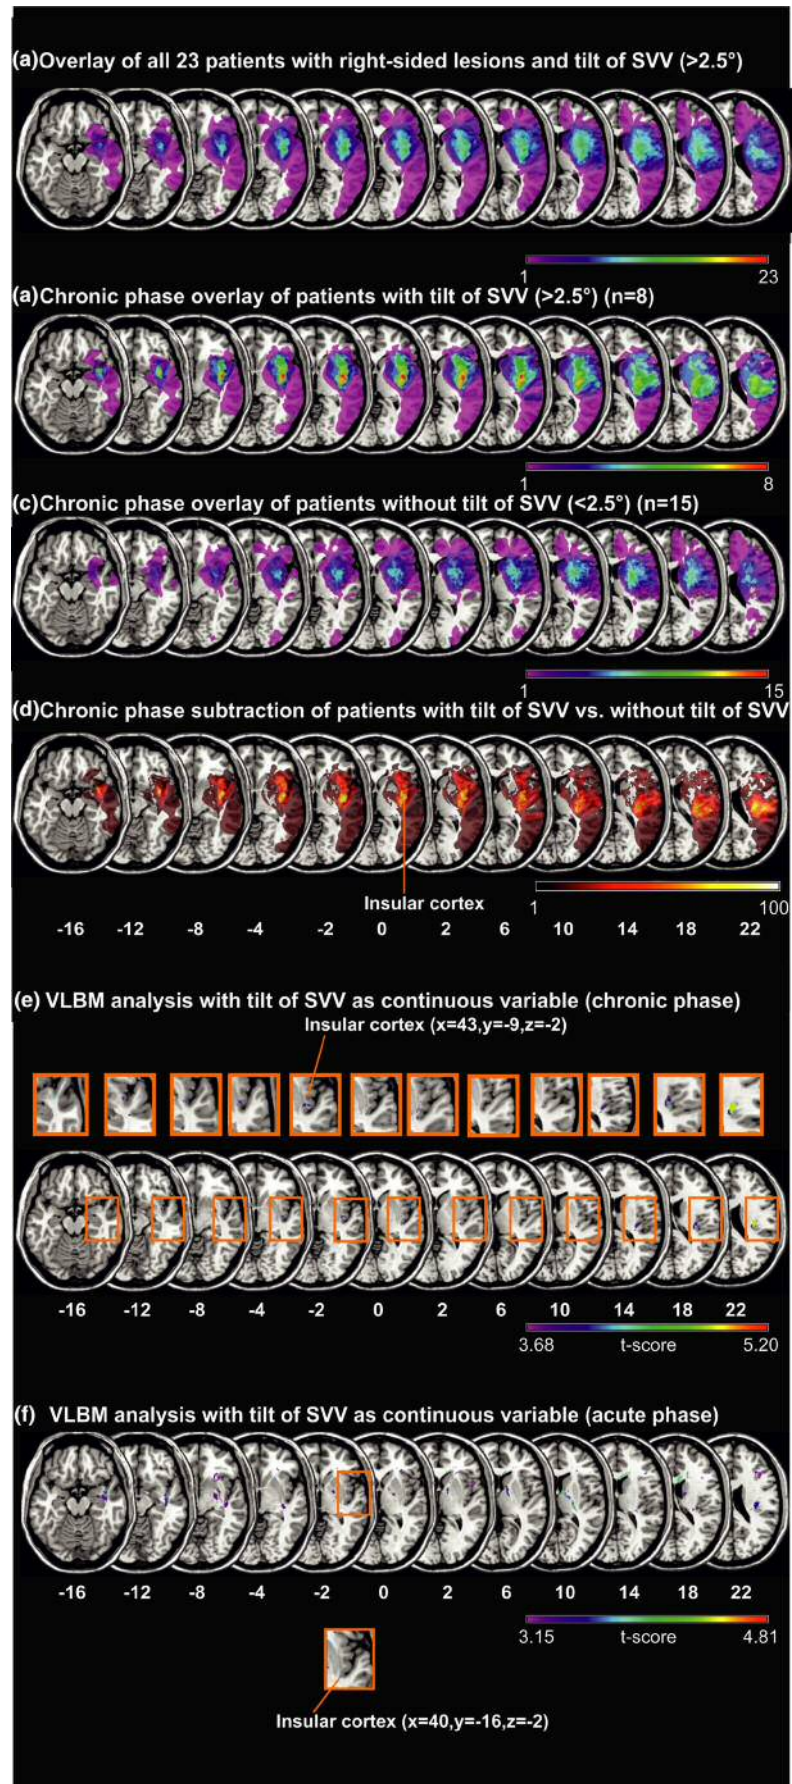 (a)Overlay of all 23 patients with right-sided lesions and tilt of SVV (>2.5°)
1 23
(a)Chronic phase overlay of patients with tilt of SVV (>2.5°) (n=8)
1 8
(c)Chronic phase overlay of patients without tilt of SVV (<2.5°) (n=15)
1 15
(d)Chronic phase subtraction of patients with tilt of SVV vs. without tilt of SVV
Insular cortex
1 100
-16 -12 -8 -4 -2 0 2 6 10 14 18 22
(e) VLBM analysis with tilt of SVV as continuous variable (chronic phase)
Insular cortex (x=43,y=-9,z=-2)
-16 -12 -8 -4 -2 0 2 6 10 14 18 22
3.68 t-score 5.20
(f) VLBM analysis with tilt of SVV as continuous variable (acute phase)
-16 -12 -8 -4 -2 0 2 6 10 14 18 22
3.15 t-score 4.81
Insular cortex (x=40,y=-16,z=-2)